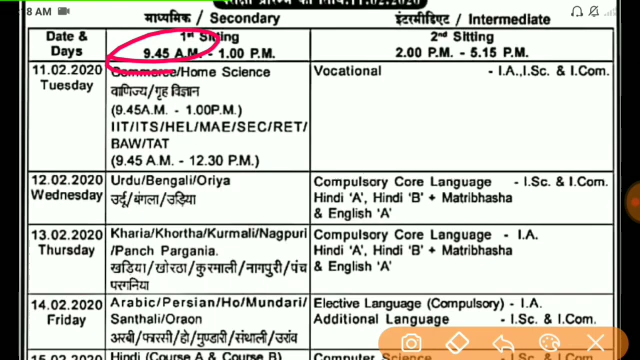 :8 AM
माध्यमिक / Secondary
इन्टरमीडिएट / Intermediate
Date & Days
1st Sitting
9.45 A.M. - 1.00 P.M.
2nd Sitting
2.00 P.M. - 5.15 P.M.
11.02.2020
Tuesday
Commerce/Home Science
वाणिज्य/गृह विज्ञान
(9.45A.M. - 1.00P.M.)
IIT/ITS/HEL/MAE/SEC/RET/
BAW/TAT
(9.45 A.M. - 12.30 P.M.)
Vocational - I.A.,I.Sc. & I.Com.
12.02.2020
Wednesday
Urdu/Bengali/Oriya
उर्दू/बंगला/उड़िया
Compulsory Core Language - I.Sc. & I.Com.
Hindi 'A', Hindi 'B' + Matribhasha
& English 'A'
13.02.2020
Thursday
Kharia/Khortha/Kurmali/Nagpuri
/Panch Pargania.
खडिया/खोरठा/कुरमाली/नागपुरी/पंच
परगनिया
Compulsory Core Language - I.A.
Hindi 'A', Hindi 'B' + Matribhasha
& English 'A'
14.02.2020
Friday
Arabic/Persian/Ho/Mundari/
Santhali/Oraon
अरबी/फारसी/हो/मुण्डारी/संथाली/उरांव
Elective Language (Compulsory) - I.A.
Additional Language - I.Sc. & I.Com.
15.02.2020
Hindi (Course A & Course B)
Computer Science